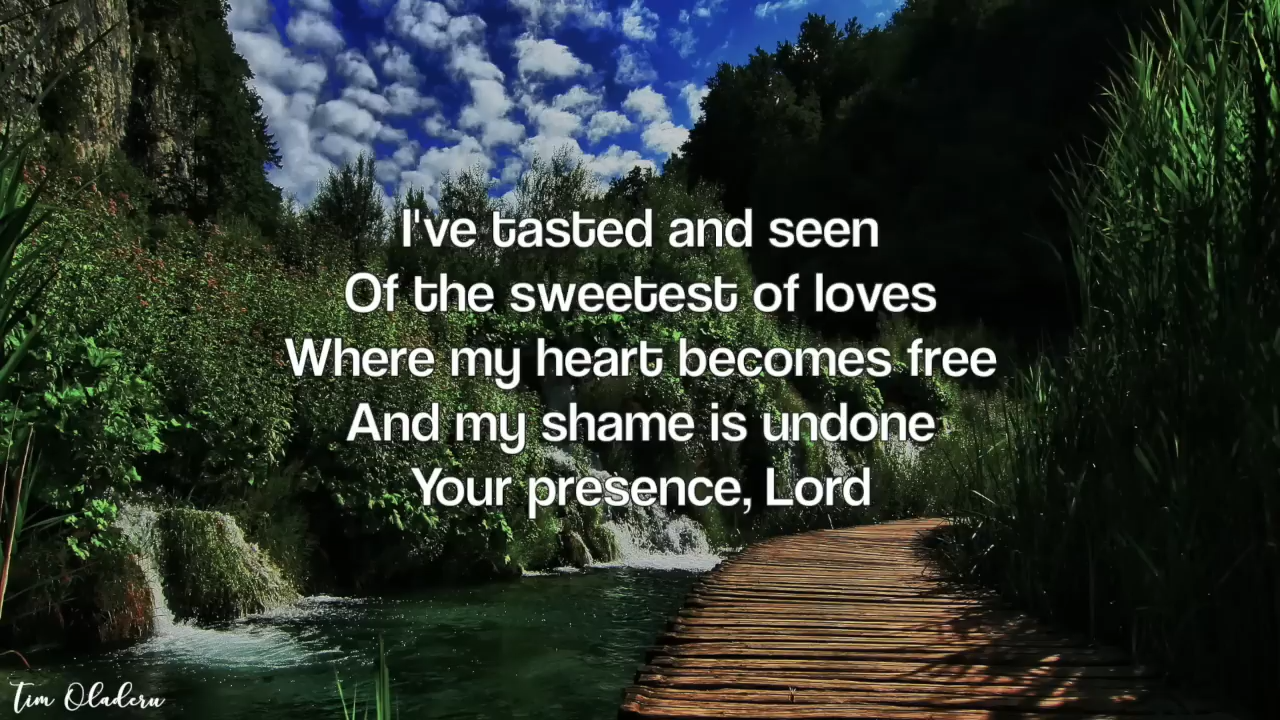 I've tasted and seen
Of the sweetest of loves
Where my heart becomes free
And my shame is undone
Your presence, Lord
Tim Oladeru